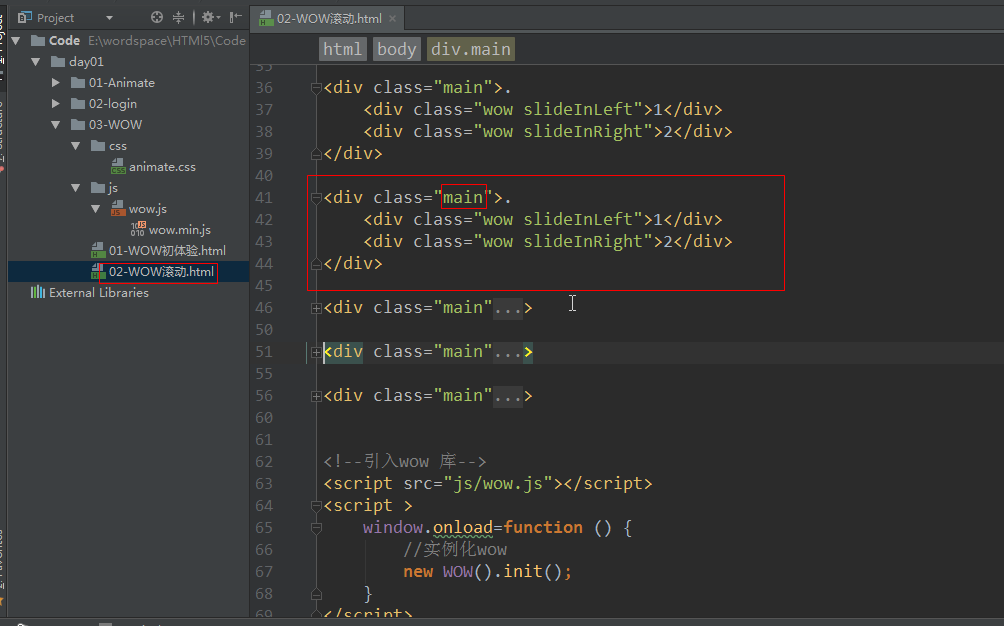 Project
02-WOW滚动.html
Code E:\wordspace\HTMl5\Code
day01
01-Animate
02-login
03-WOW
css
animate.css
js
wow.js
wow.min.js
01-WOW初体验.html
02-WOW滚动.html
External Libraries
html body div.main
35
36 <div class="main">.
37 <div class="wow slideInLeft">1</div>
38 <div class="wow slideInRight">2</div>
39 </div>
40
41 <div class="main">.
42 <div class="wow slideInLeft">1</div>
43 <div class="wow slideInRight">2</div>
44 </div>
45
46 <div class="main"...>
50
51 <div class="main"...>
55
56 <div class="main"...>
60
61
62 <!--引入wow 库-->
63 <script src="js/wow.js"></script>
64 <script >
65 window.onload=function () {
66 //实例化wow
67 new WOW().init();
68 }
69 </script>